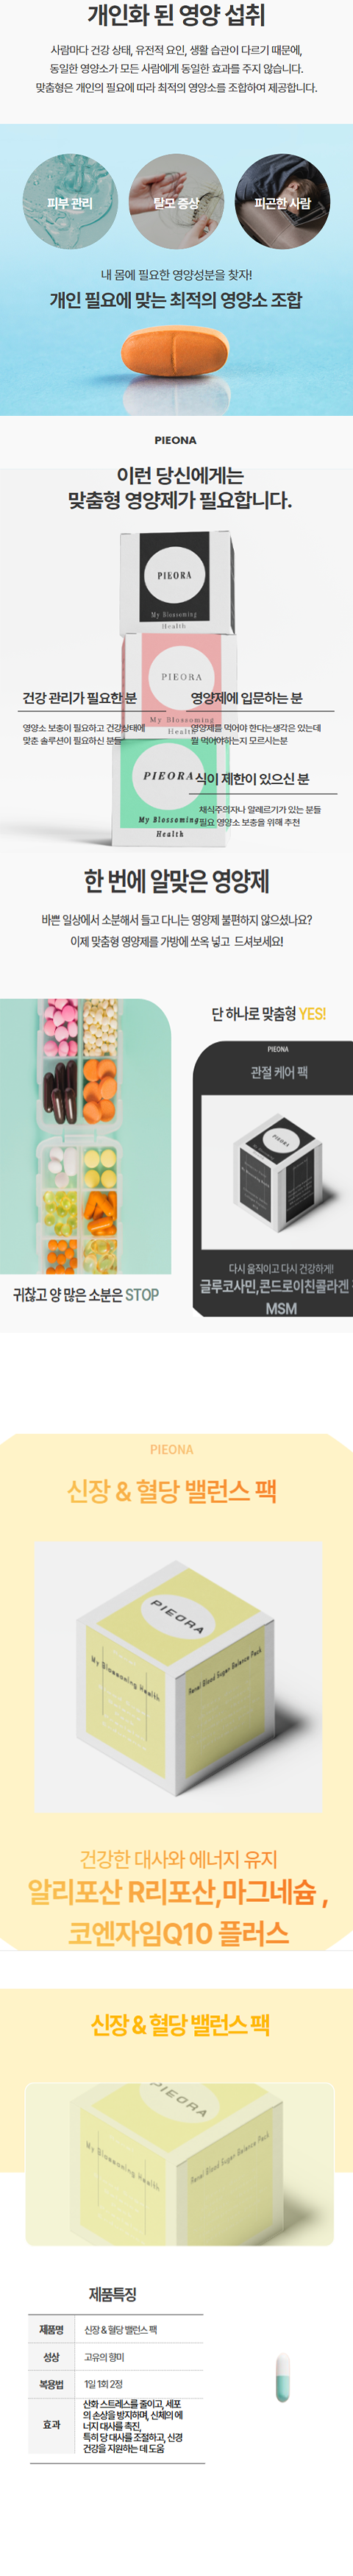 개인화 된 영양 섭취
사람마다 건강 상태, 유전적 요인, 생활 습관이 다르기 때문에,
동일한 영양소가 모든 사람에게 동일한 효과를 주지 않습니다.
맞춤형은 개인의 필요에 따라 최적의 영양소를 조합하여 제공합니다.
피부 관리
탈모 증상
피곤한 사람
내 몸에 필요한 영양성분을 찾자!
개인 필요에 맞는 최적의 영양소 조합
PIEONA
이런 당신에게는
맞춤형 영양제가 필요합니다.
PIEORA
My Blossoming
Health
PIEORA
My Blossoming
Health
건강 관리가 필요한 분
영양소 보충이 필요하고 건강상태에
맞춘 솔루션이 필요하신 분들
영양제에 입문하는 분
영양제를 먹어야 한다는생각은 있는데
뭘 먹어야하는지 모르시는분
PIEORA
My Blossoming
Health
식이 제한이 있으신 분
채식주의자나 알레르기가 있는 분들
필요 영양소 보충을 위해 추천
한 번에 알맞은 영양제
바쁜 일상에서 소분해서 들고 다니는 영양제 불편하지 않으셨나요?
이제 맞춤형 영양제를 가방에 쏘옥 넣고 드셔보세요!
단 하나로 맞춤형 YES!
PIEONA
관절 케어 팩
PIEORA
다시 움직이고 다시 건강하게!
글루코사민,콘드로이친콜라겐
MSM
귀찮고 양 많은 소분은 STOP
PIEONA
신장 & 혈당 밸런스 팩
PIEORA
My Blossoming Health
Renal Blood Sugar Balance Pack
건강한 대사와 에너지 유지
알리포산 R리포산,마그네슘 ,
코엔자임Q10 플러스
신장 & 혈당 밸런스 팩
PIEORA
My Blossoming Health
Renal Blood Sugar Balance Pack
제품특징
제품명 신장 & 혈당 밸런스 팩
성상 고유의 향미
복용법 1일 1회 2정
효과 산화 스트레스를 줄이고, 세포
의 손상을 방지하며, 신체의 에
너지 대사를 촉진,
특히 당 대사를 조절하고, 신경
건강을 지원하는 데 도움